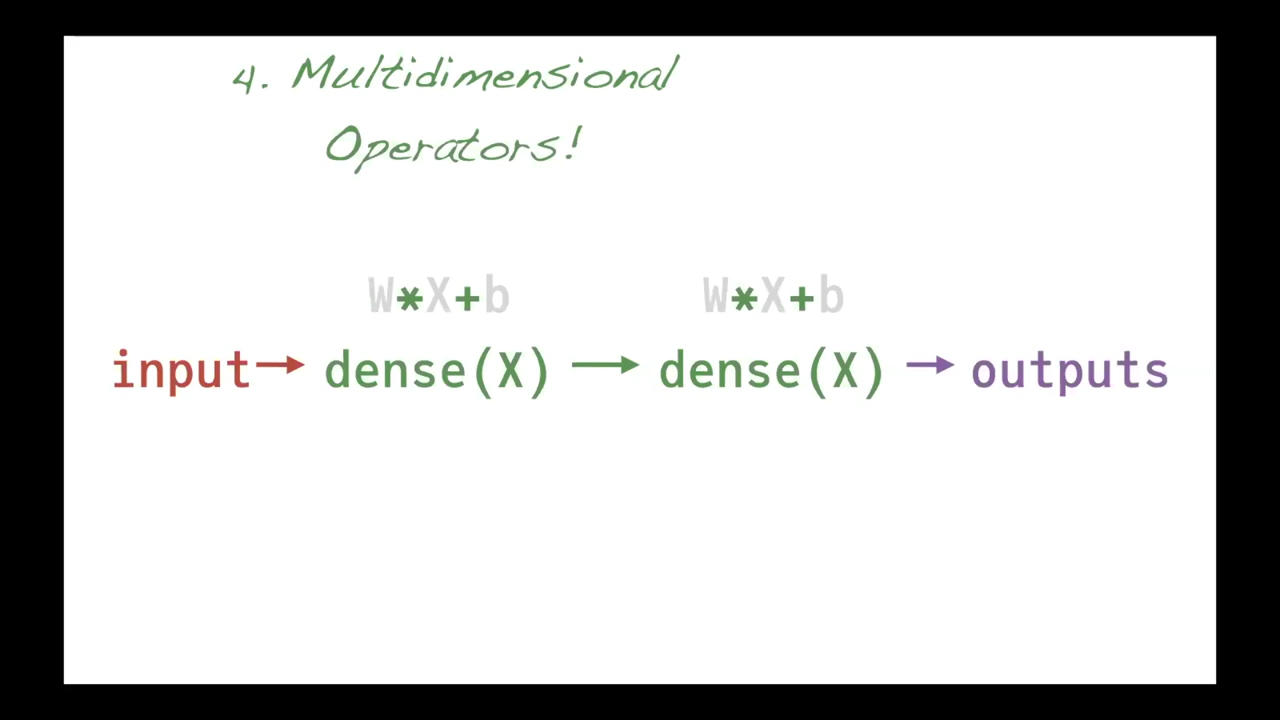 4. Multidimensional
Operators!
W*X+b W*X+b
input→ dense(X) → dense(X) → outputs